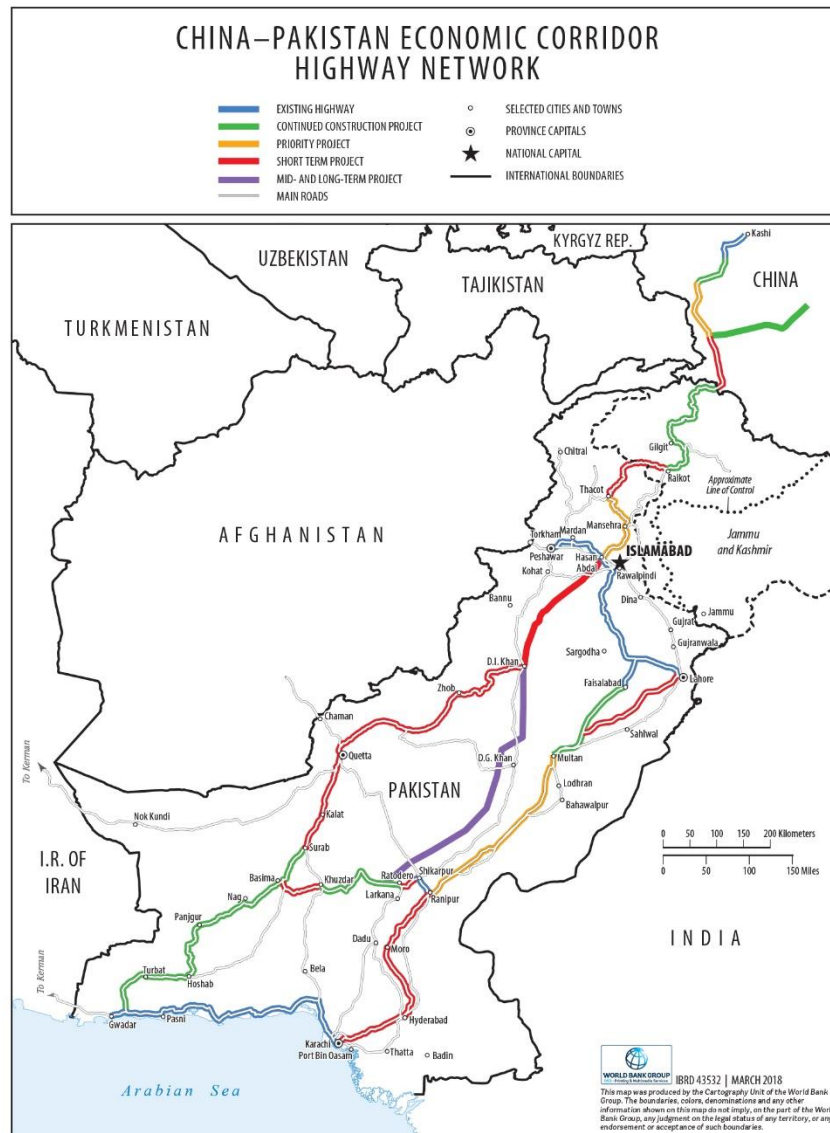 CHINA–PAKISTAN ECONOMIC CORRIDOR
HIGHWAY NETWORK
EXISTING HIGHWAY
CONTINUED CONSTRUCTION PROJECT
PRIORITY PROJECT
SHORT TERM PROJECT
MID- AND LONG-TERM PROJECT
MAIN ROADS
SELECTED CITIES AND TOWNS
PROVINCE CAPITALS
NATIONAL CAPITAL
INTERNATIONAL BOUNDARIES
KYRGYZ REP.
Kashi
UZBEKISTAN
TAJIKISTAN
CHINA
TURKMENISTAN
Gilgit
Chitral
Raikot
Approximate
Line of Control
Thacot
AFGHANISTAN
Mansehra
Mardan
Torkham
ISLAMABAD
Jammu
and Kashmir
Peshawar
Hasan
Abdal
Rawalpindi
Kohat
Dina
Bannu
Jammu
Gujrat
Gujranwala
Sargodha
D.I. Khan
Lahore
Faisalabad
Zhob
Chaman
Sahiwal
Quetta
Multan
D.G. Khan
PAKISTAN
Lodhran
To Kerman
Bahawalpur
Nok Kundi
Kalat
0 50 100 150 200 Kilometers
0 50 100 150 Miles
Surab
I.R. OF
IRAN
Basima
Khuzdar
Ratodero
Shikarpur
Larkana
Ranipur
Nag
Panjgur
INDIA
Dadu
Moro
Turbat
Hoshab
Bela
To Kerman
Gwadar
Pasni
Hyderabad
Karachi
Port Bin Qasam
Thatta
Badin
Arabian Sea
WORLD BANK GROUP
IBRD 43532 | MARCH 2018
This map was produced by the Cartography Unit of the World Bank
Group. The boundaries, colors, denominations and any other
information shown on this map do not imply, on the part of the World
Bank Group, any judgment on the legal status of any territory, or any
endorsement or acceptance of such boundaries.